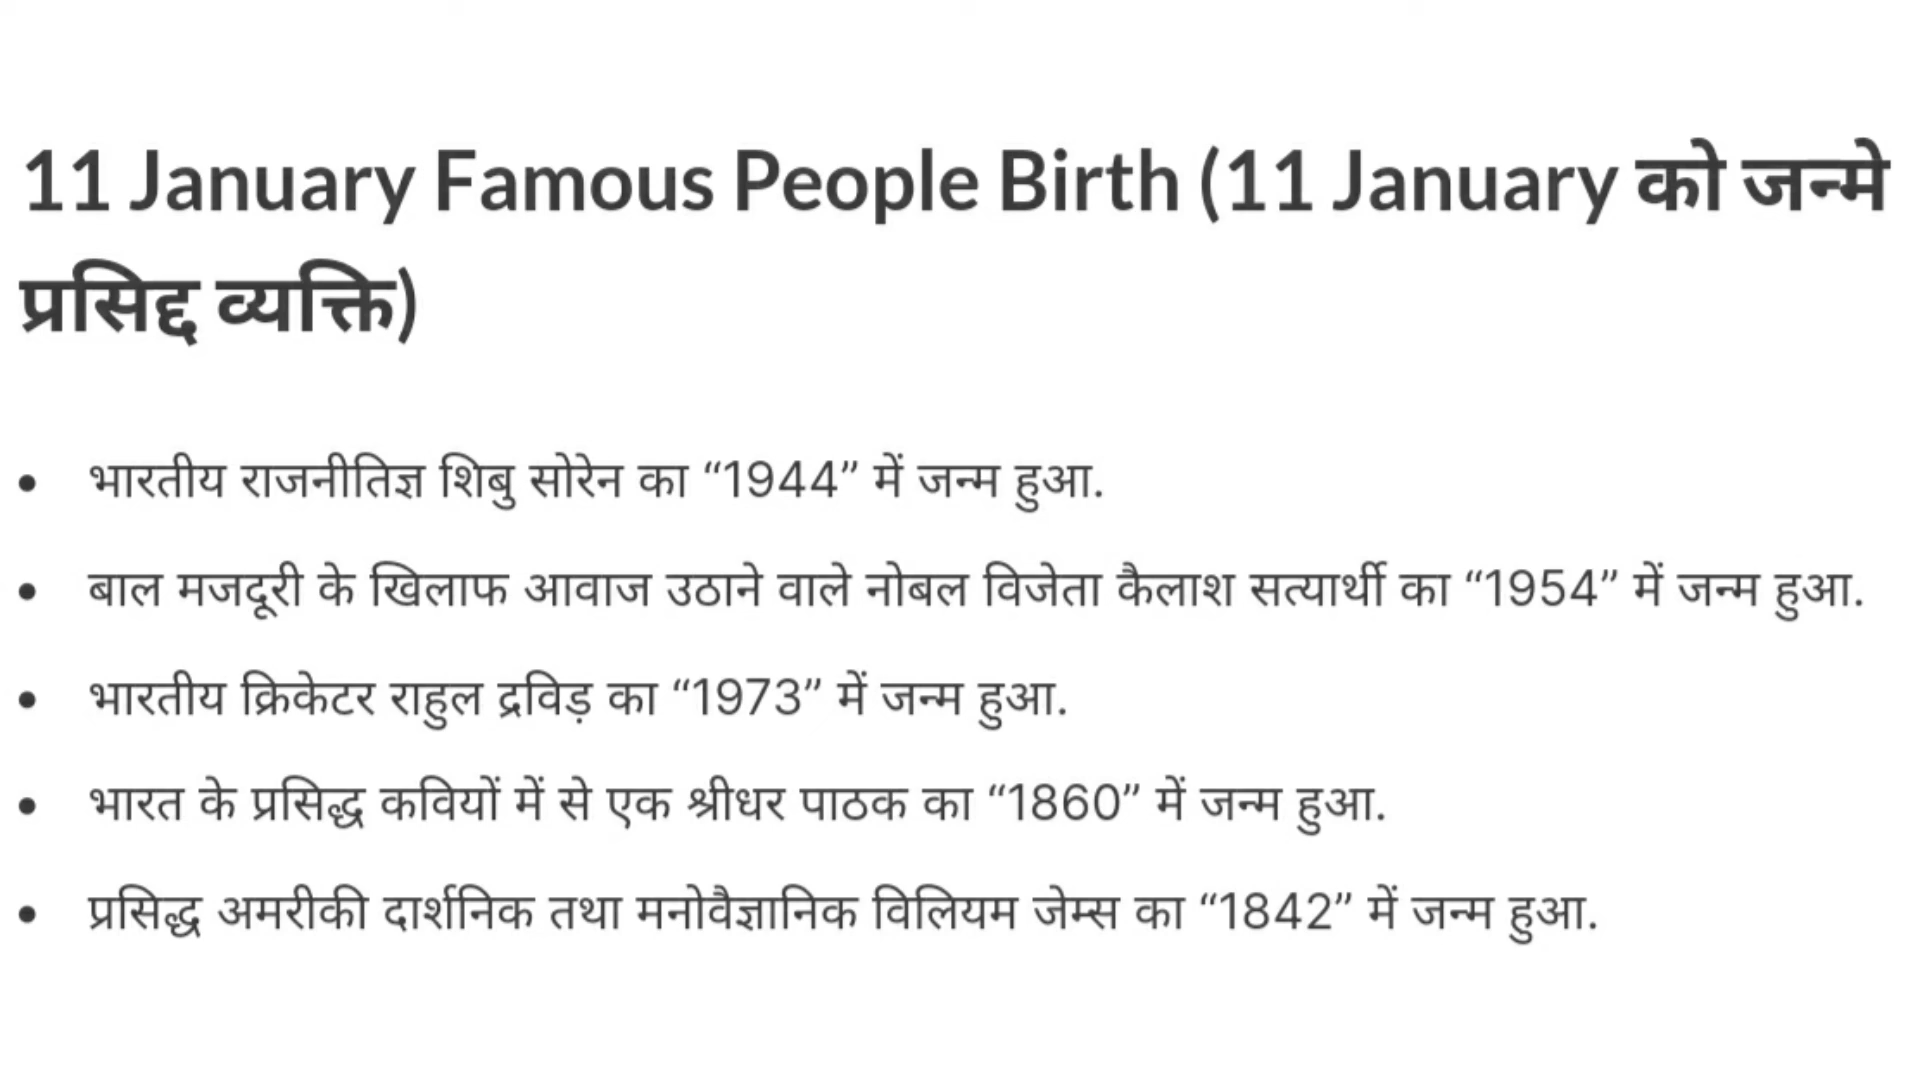 11 January Famous People Birth (11 January को जन्मे
प्रसिद्द व्यक्ति)
• भारतीय राजनीतिज्ञ शिबु सोरेन का “1944” में जन्म हुआ.
• बाल मजदूरी के खिलाफ आवाज उठाने वाले नोबल विजेता कैलाश सत्यार्थी का “1954” में जन्म हुआ.
• भारतीय क्रिकेटर राहुल द्रविड़ का “1973” में जन्म हुआ.
• भारत के प्रसिद्ध कवियों में से एक श्रीधर पाठक का “1860” में जन्म हुआ.
• प्रसिद्ध अमरीकी दार्शनिक तथा मनोवैज्ञानिक विलियम जेम्स का “1842” में जन्म हुआ.